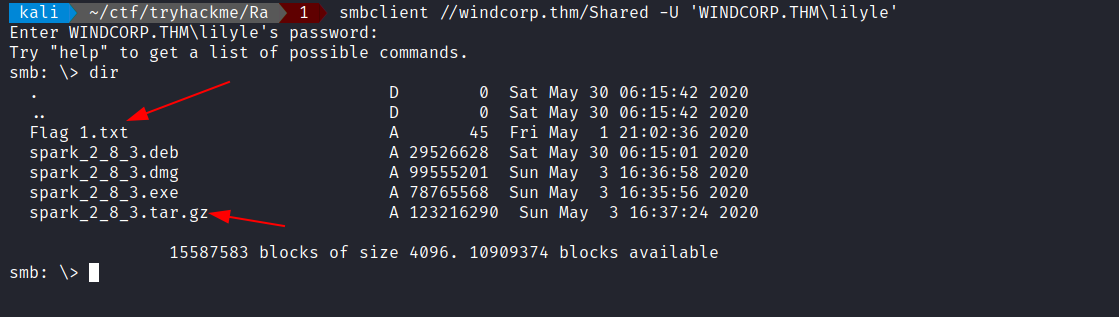 kali ~/ctf/tryhackme/Ra 1 smbclient //windcorp.thm/Shared -U 'WINDCORP.THM\lilyle'
Enter WINDCORP.THM\lilyle's password:
Try "help" to get a list of possible commands.
smb: \> dir
. D 0 Sat May 30 06:15:42 2020
.. D 0 Sat May 30 06:15:42 2020
Flag 1.txt A 45 Fri May 1 21:02:36 2020
spark_2_8_3.deb A 29526628 Sat May 30 06:15:01 2020
spark_2_8_3.dmg A 99555201 Sun May 3 16:36:58 2020
spark_2_8_3.exe A 78765568 Sun May 3 16:35:56 2020
spark_2_8_3.tar.gz A 123216290 Sun May 3 16:37:24 2020
15587583 blocks of size 4096. 10909374 blocks available
smb: \>